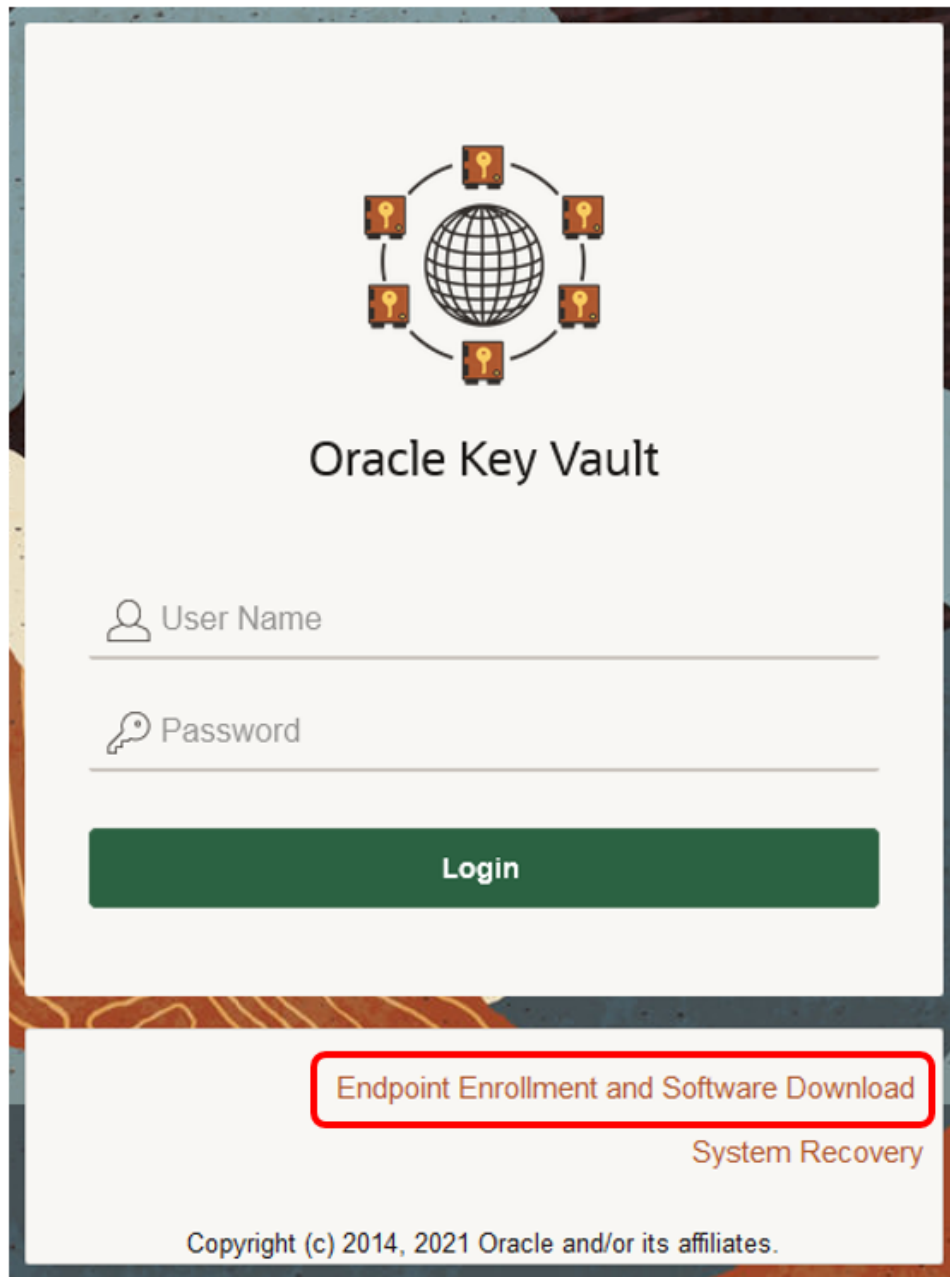 Oracle Key Vault
User Name
Password
Login
Endpoint Enrollment and Software Download
System Recovery
Copyright (c) 2014, 2021 Oracle and/or its affiliates.